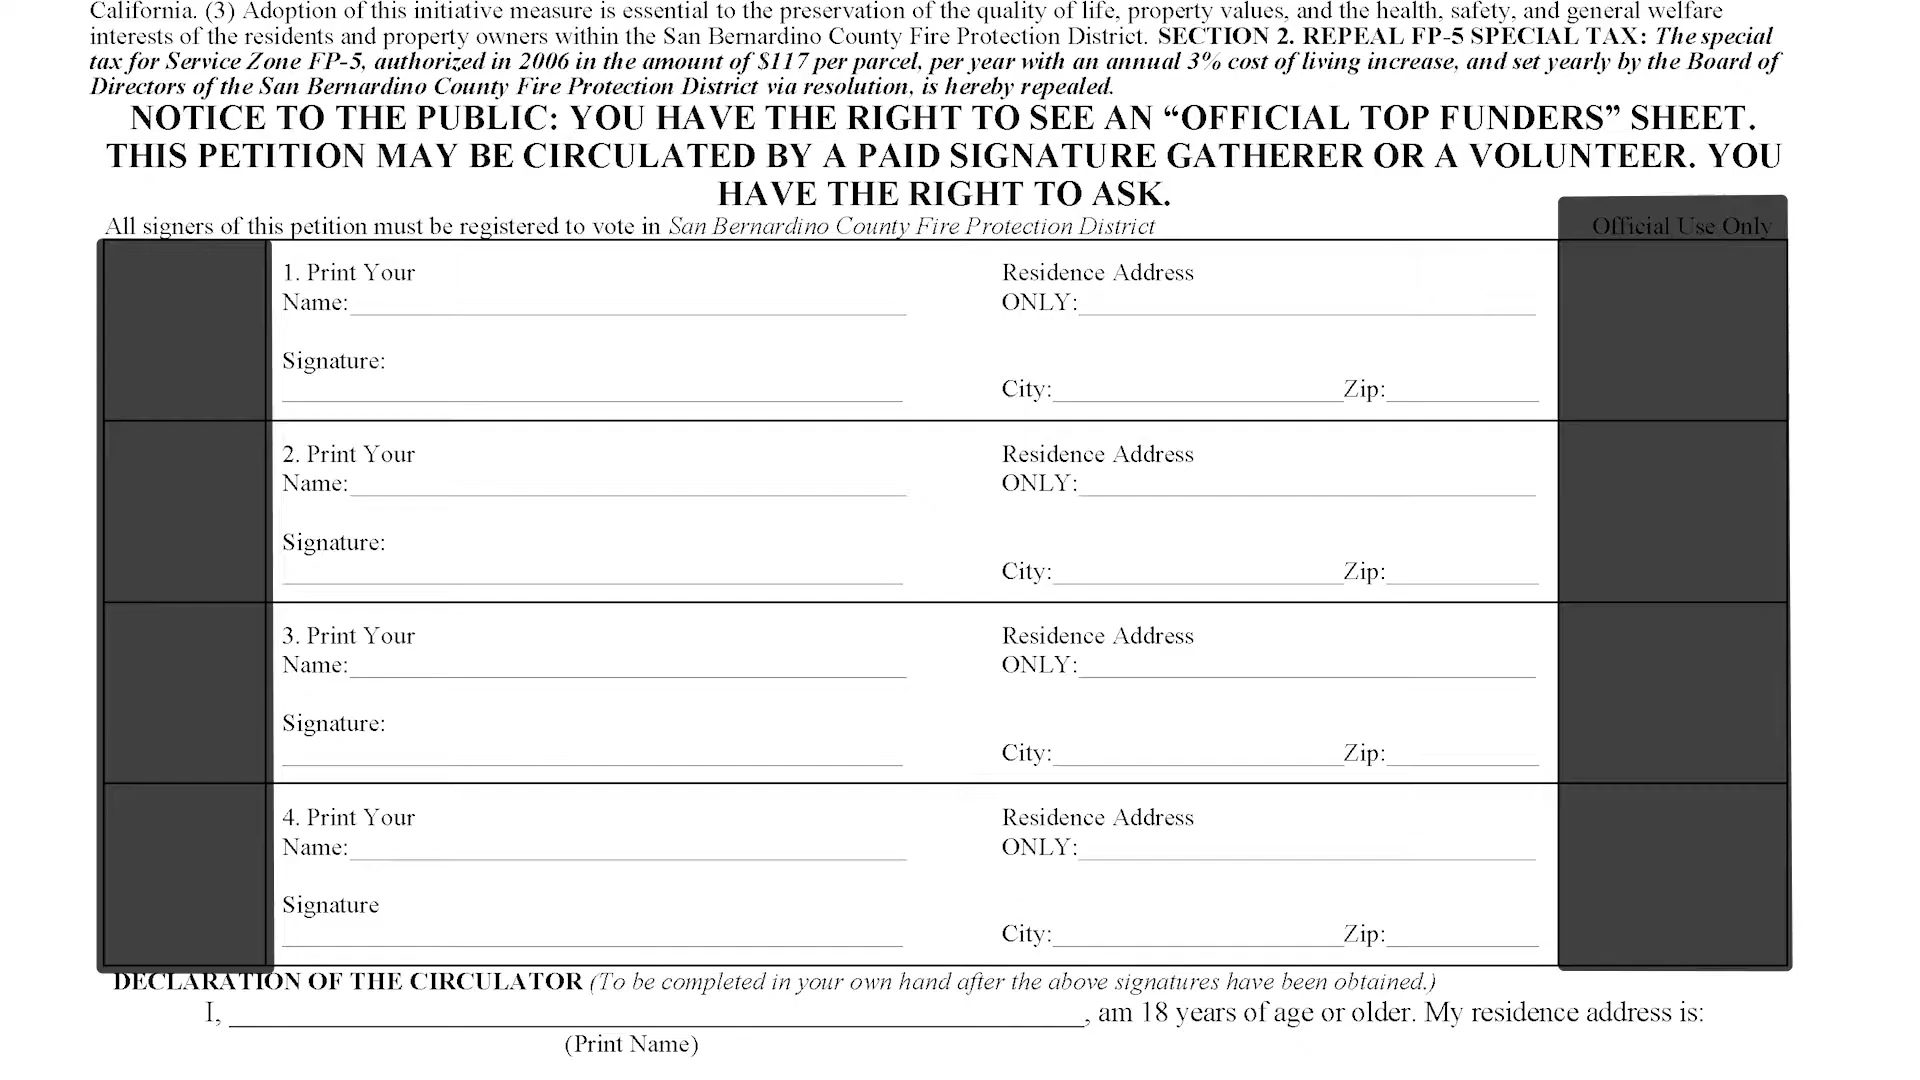 California. (3) Adoption of this initiative measure is essential to the preservation of the quality of life, property values, and the health, safety, and general welfare
interests of the residents and property owners within the San Bernardino County Fire Protection District. SECTION 2. REPEAL FP-5 SPECIAL TAX: The special
tax for Service Zone FP-5, authorized in 2006 in the amount of $117 per parcel, per year with an annual 3% cost of living increase, and set yearly by the Board of
Directors of the San Bernardino County Fire Protection District via resolution, is hereby repealed.
NOTICE TO THE PUBLIC: YOU HAVE THE RIGHT TO SEE AN “OFFICIAL TOP FUNDERS” SHEET.
THIS PETITION MAY BE CIRCULATED BY A PAID SIGNATURE GATHERER OR A VOLUNTEER. YOU
HAVE THE RIGHT TO ASK.
All signers of this petition must be registered to vote in San Bernardino County Fire Protection District
Official Use Only
1. Print Your
Name:
Residence Address
ONLY:
Signature:
City: Zip:
2. Print Your
Name:
Residence Address
ONLY:
Signature:
City: Zip:
3. Print Your
Name:
Residence Address
ONLY:
Signature:
City: Zip:
4. Print Your
Name:
Residence Address
ONLY:
Signature
City: Zip:
DECLARATION OF THE CIRCULATOR (To be completed in your own hand after the above signatures have been obtained.)
I, , am 18 years of age or older. My residence address is:
(Print Name)